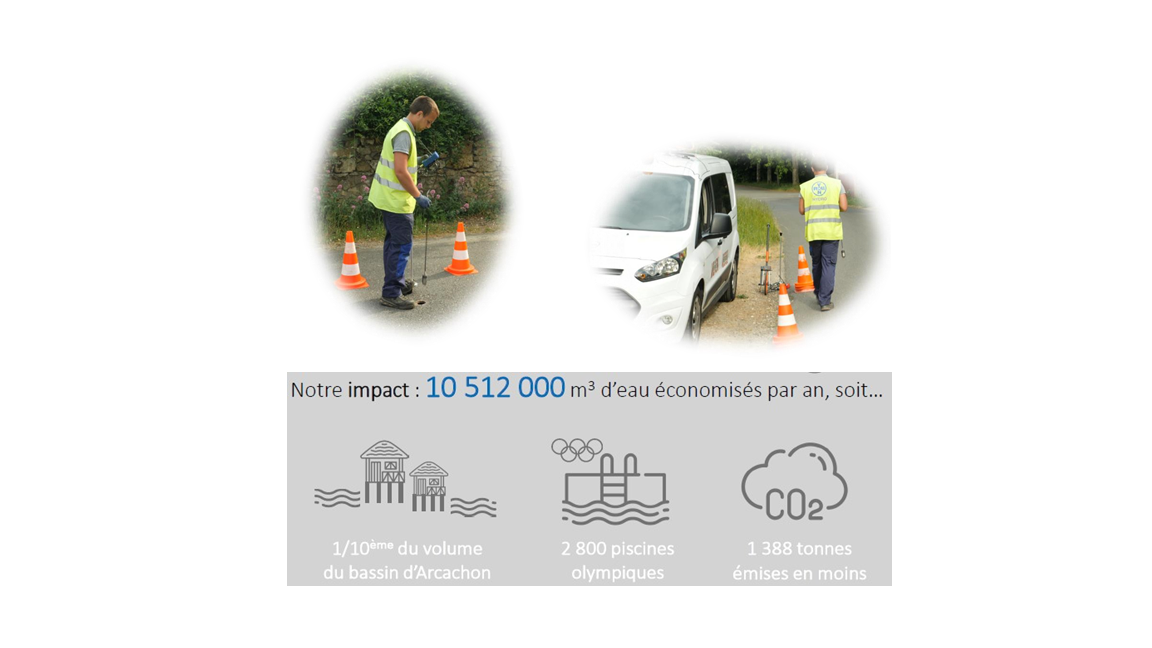 Notre impact : 10 512 000 m³ d'eau économisés par an, soit…
CO2
1/10ème du volume
du bassin d'Arcachon
2 800 piscines
olympiques
1 388 tonnes
émises en moins